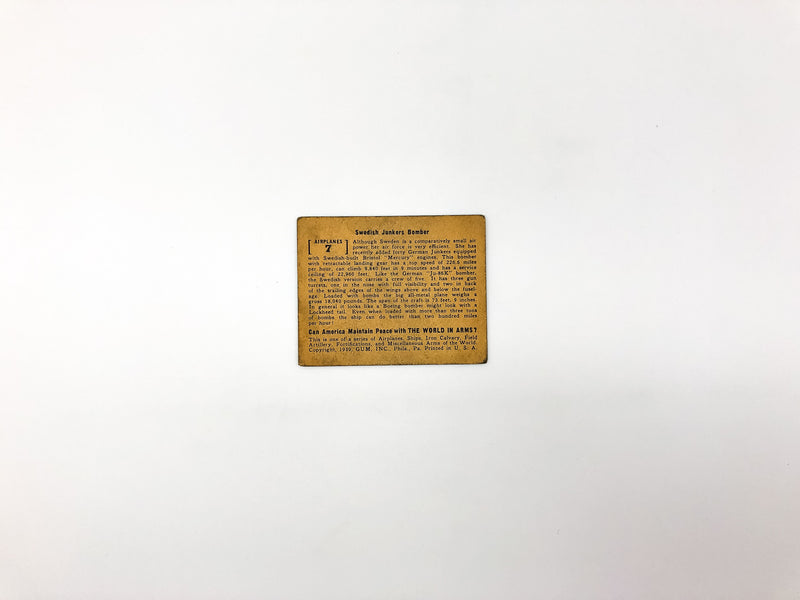 Swedish Junkers Bomber
AIRPLANES
7
Although Sweden is a comparatively small air
power, her air force is very efficient. She has
recently added forty German Junkers equipped
with Swedish-built Bristol "Mercury" engines. This bomber
with retractable landing gear has a top speed of 226.6 miles
per hour, can climb 9,840 feet in 9 minutes and has a service
ceiling of 22,960 feet. Like the German "Ju-86K" bomber,
the Swedish version carries a crew of five. It has three gun
turrets, one in the nose with full visibility and two in back
of the trailing edges of the wings above and below the fusel-
age. Loaded with bombs the big all-metal plane weighs a
gross 18,040 pounds. The span of the craft is 73 feet, 9 inches.
In general it looks like a Boeing bomber might look with a
Lockheed tail. Even when loaded with more than three tons
of bombs the ship can do better than two hundred miles
per hour!
Can America Maintain Peace with THE WORLD IN ARMS?
This is one of a series of Airplanes, Ships, Iron Calvary, Field
Artillery, Fortifications, and Miscellaneous Arms of the World.
Copyright, 1939, GUM, INC., Phila., Pa. Printed in U. S. A.